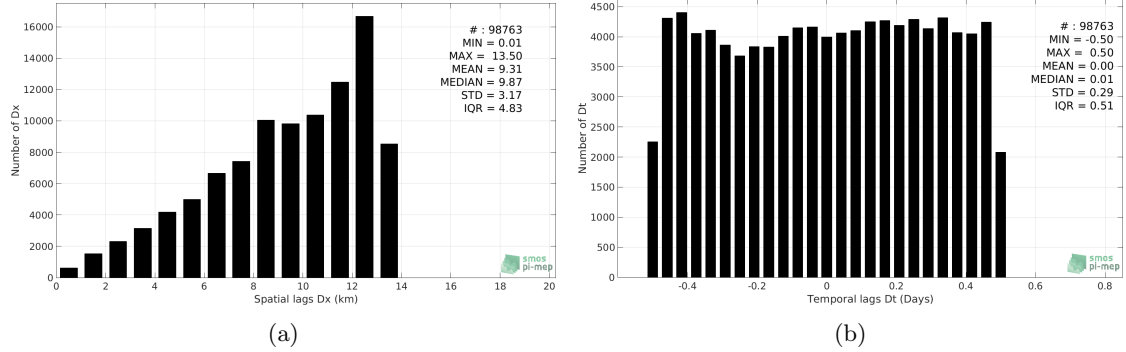 16000
14000
12000
10000
8000
6000
4000
2000
0
Number of Dx
# : 98763
MIN = 0.01
MAX = 13.50
MEAN = 9.31
MEDIAN = 9.87
STD = 3.17
IQR = 4.83
smos
pi-mep
0 2 4 6 8 10 12 14 16 18 20
Spatial lags Dx (km)
(a)
4500
4000
3500
3000
2500
2000
1500
1000
500
0
Number of Dt
# : 98763
MIN = -0.50
MAX = 0.50
MEAN = 0.00
MEDIAN = 0.01
STD = 0.29
IQR = 0.51
smos
pi-mep
-0.4 -0.2 0 0.2 0.4 0.6 0.8
Temporal lags Dt (Days)
(b)